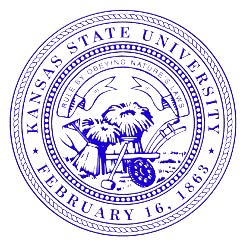 KANSAS STATE UNIVERSITY
RULE BY OBEYING NATURE'S LAWS
★ FEBRUARY 16, 1863 ★